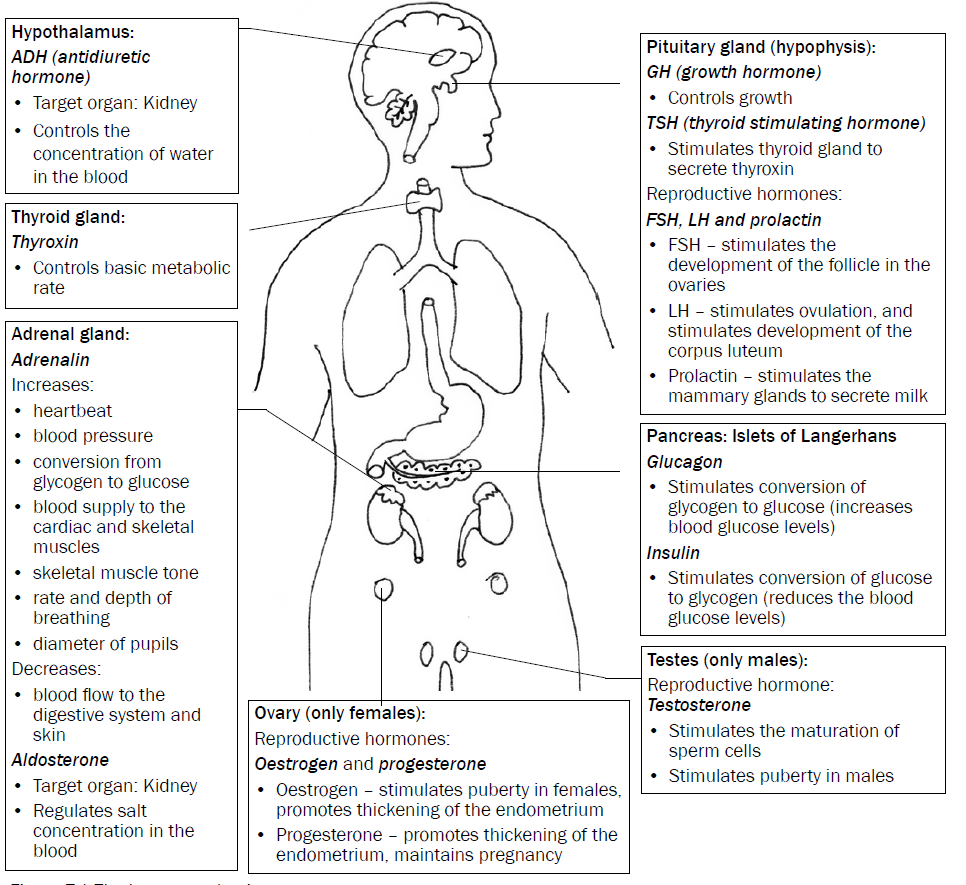 Hypothalamus:
ADH (antidiuretic
hormone)
• Target organ: Kidney
• Controls the
concentration of water
in the blood
Thyroid gland:
Thyroxin
• Controls basic metabolic
rate
Adrenal gland:
Adrenalin
Increases:
• heartbeat
• blood pressure
• conversion from
glycogen to glucose
• blood supply to the
cardiac and skeletal
muscles
• skeletal muscle tone
• rate and depth of
breathing
• diameter of pupils
Decreases:
• blood flow to the
digestive system and
skin
Aldosterone
• Target organ: Kidney
• Regulates salt
concentration in the
blood
Pituitary gland (hypophysis):
GH (growth hormone)
• Controls growth
TSH (thyroid stimulating hormone)
• Stimulates thyroid gland to
secrete thyroxin
Reproductive hormones:
FSH, LH and prolactin
• FSH – stimulates the
development of the follicle in the
ovaries
• LH – stimulates ovulation, and
stimulates development of the
corpus luteum
• Prolactin – stimulates the
mammary glands to secrete milk
Pancreas: Islets of Langerhans
Glucagon
• Stimulates conversion of
glycogen to glucose (increases
blood glucose levels)
Insulin
• Stimulates conversion of glucose
to glycogen (reduces the blood
glucose levels)
Testes (only males):
Reproductive hormone:
Testosterone
• Stimulates the maturation of
sperm cells
• Stimulates puberty in males
Ovary (only females):
Reproductive hormones:
Oestrogen and progesterone
• Oestrogen – stimulates puberty in females,
promotes thickening of the endometrium
• Progesterone – promotes thickening of the
endometrium, maintains pregnancy